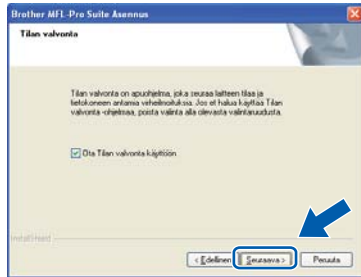 Brother MFL-Pro Suite Asennus
Tilan valvonta
Tilan valvonta on apuohjelma, joka seuraa laitteen tilaa ja
tietokoneen antamia virheilmoituksia. Jos et halua käyttää Tilan
valvonta -ohjelmaa, poista valinta alla olevasta valintaruudusta.
Ota Tilan valvonta käyttöön
InstallShield
< Edellinen
Seuraava >
Peruuta